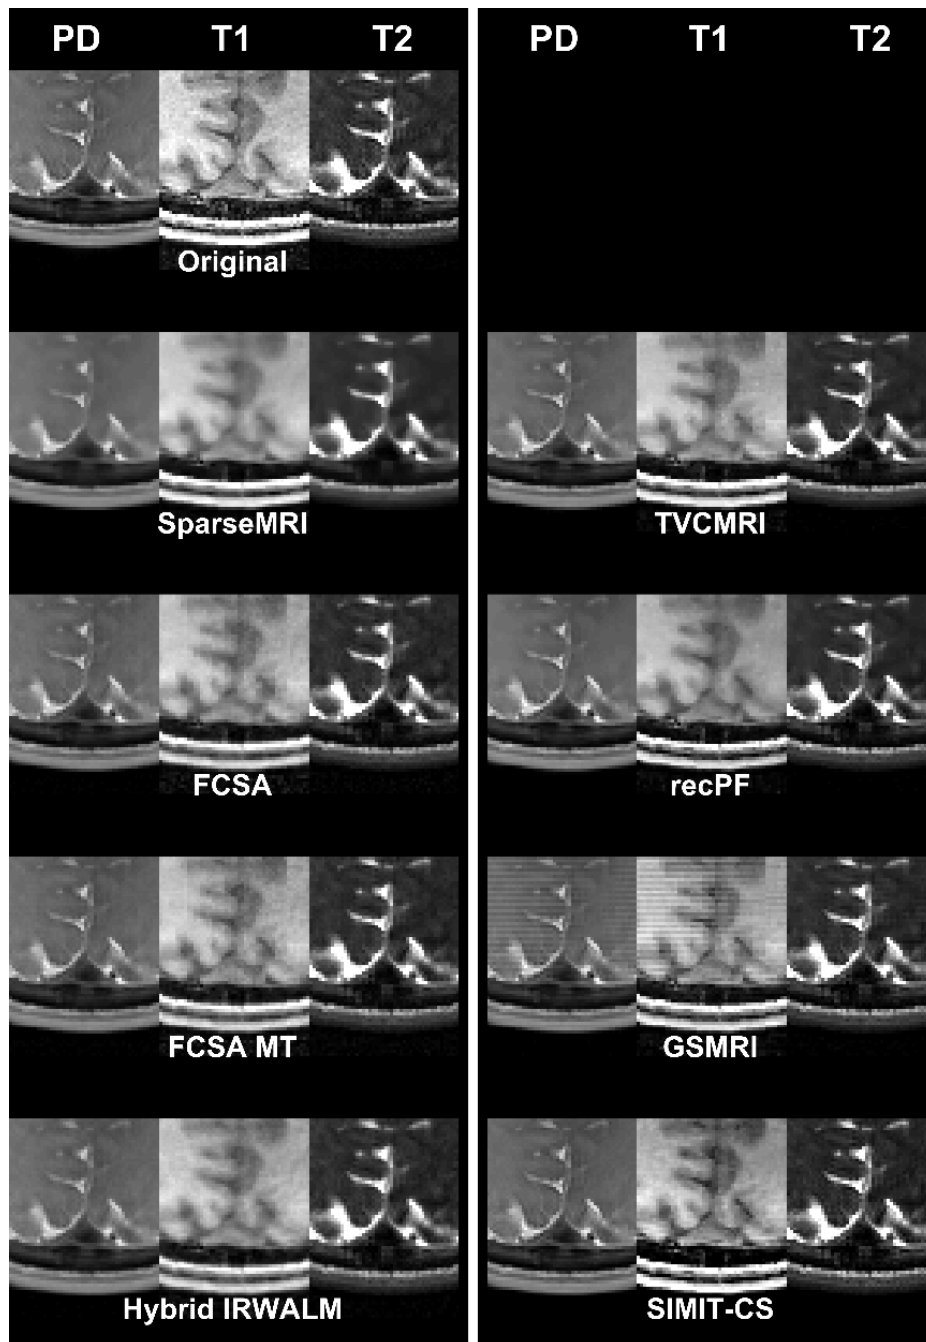 PD T1 T2 PD T1 T2
Original
SparseMRI TVCMRI
FCSA recPF
FCSA MT GSMRI
Hybrid IRWALM SIMIT-CS